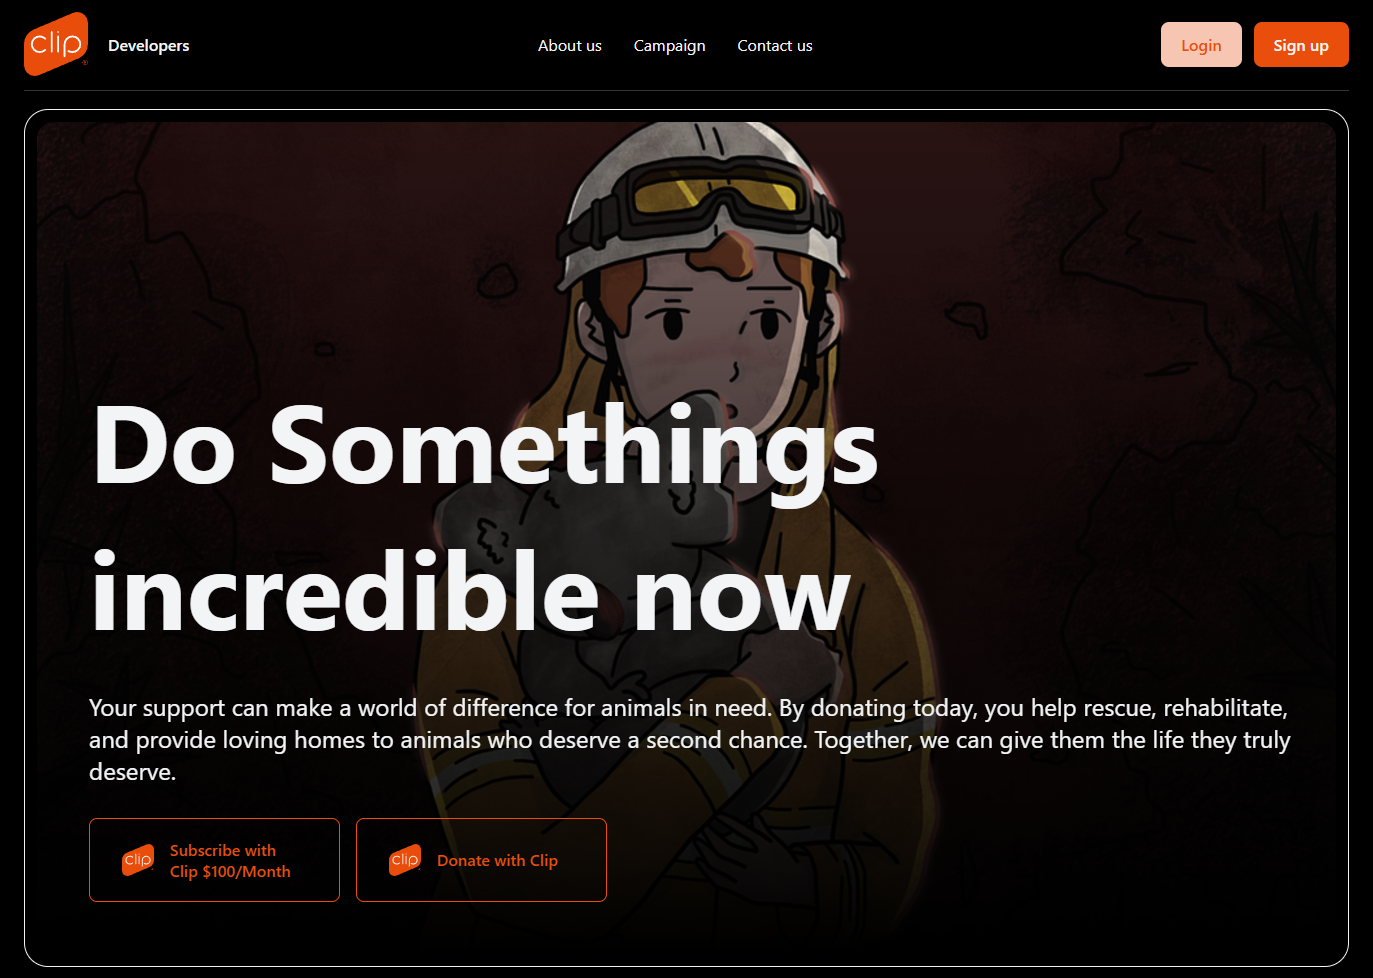 clip
Developers
About us
Campaign
Contact us
Login
Sign up
Do Somethings
incredible now
Your support can make a world of difference for animals in need. By donating today, you help rescue, rehabilitate,
and provide loving homes to animals who deserve a second chance. Together, we can give them the life they truly
deserve.
clip
Subscribe with
Clip $100/Month
clip
Donate with Clip